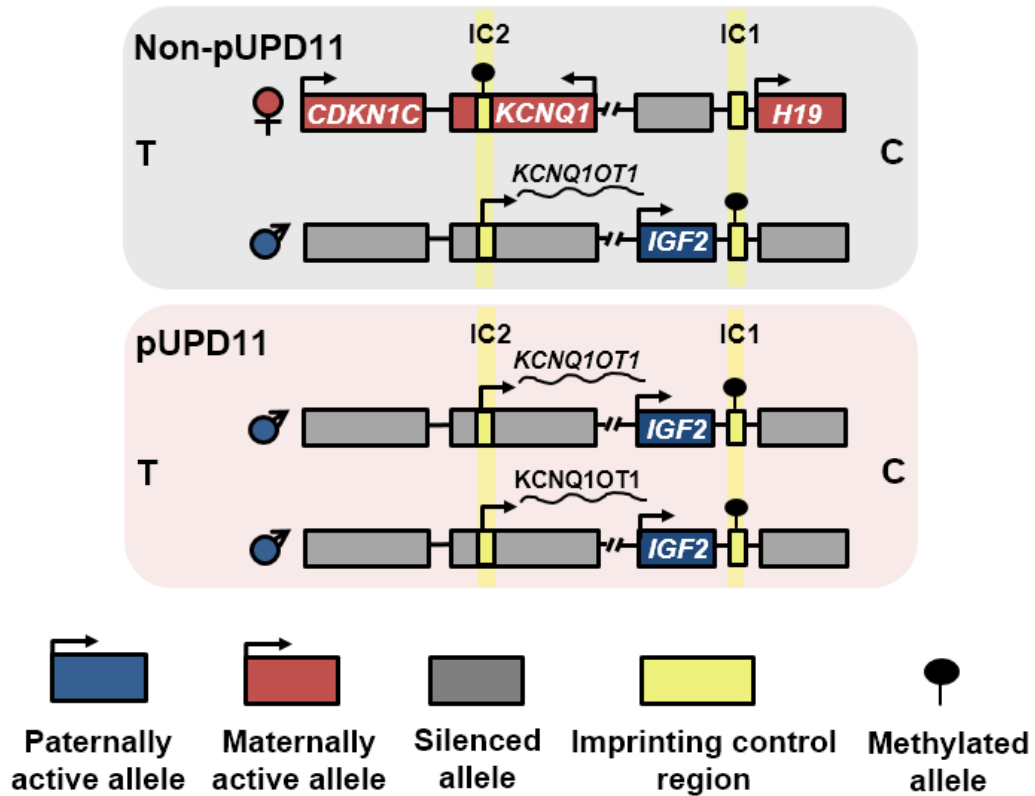 Non-pUPD11
IC2
IC1
CDKN1C
KCNQ1
H19
T
C
KCNQ1OT1
IGF2
pUPD11
IC2
IC1
KCNQ1OT1
IGF2
T
C
KCNQ1OT1
IGF2
Paternally
active allele
Maternally
active allele
Silenced
allele
Imprinting control
region
Methylated
allele